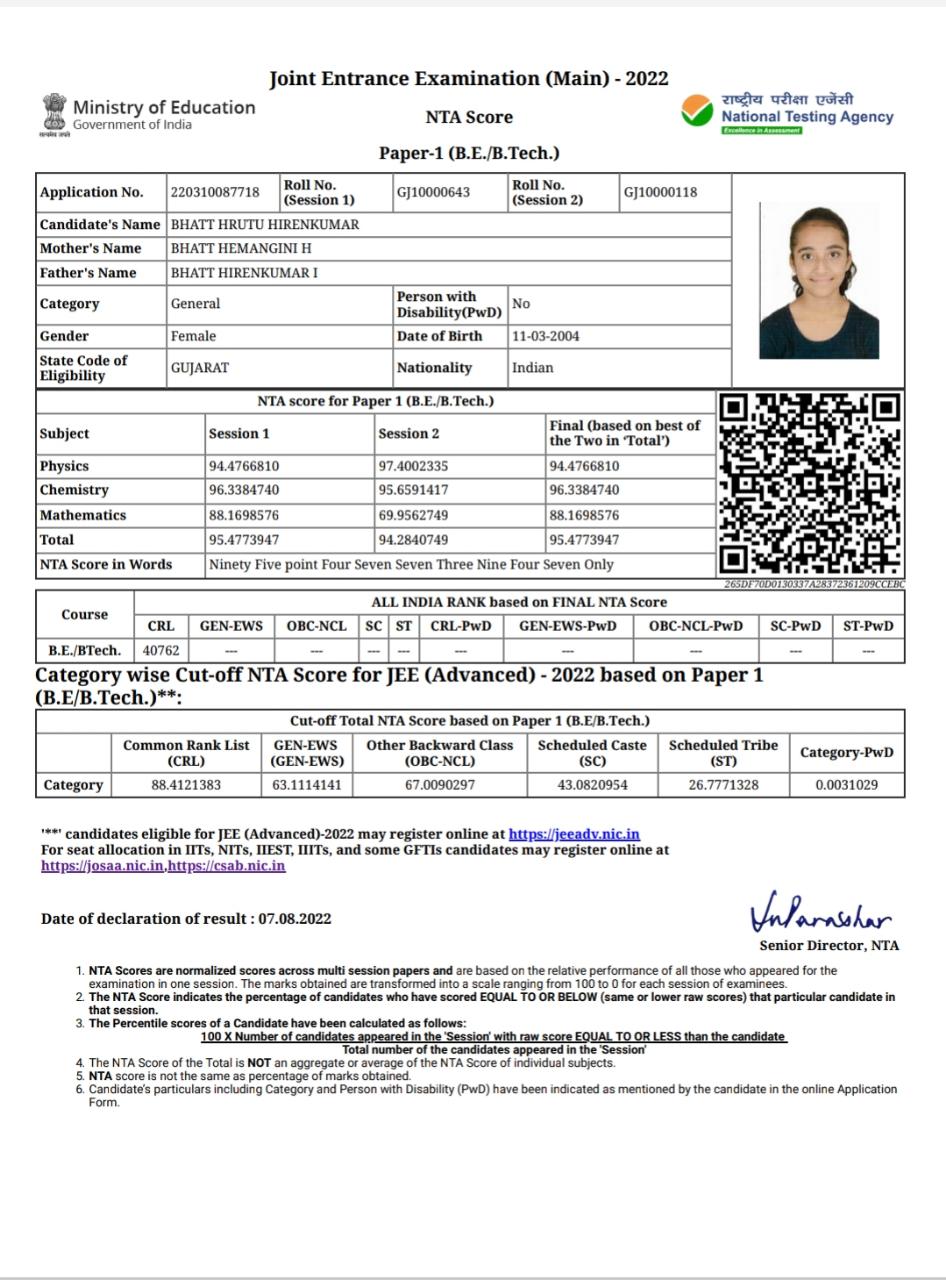 Joint Entrance Examination (Main) - 2022
Ministry of Education
Government of India
सत्यमेव जयते
NTA Score
राष्ट्रीय परीक्षा एजेंसी
National Testing Agency
Excellence in Assessment
Paper-1 (B.E./B.Tech.)
Application No. 220310087718 Roll No. (Session 1) GJ10000643 Roll No. (Session 2) GJ10000118
Candidate's Name BHATT HRUTU HIRENKUMAR
Mother's Name BHATT HEMANGINI H
Father's Name BHATT HIRENKUMAR I
Category General Person with Disability(PwD) No
Gender Female Date of Birth 11-03-2004
State Code of Eligibility GUJARAT Nationality Indian
NTA score for Paper 1 (B.E./B.Tech.)
Subject Session 1 Session 2 Final (based on best of the Two in ‘Total’)
Physics 94.4766810 97.4002335 94.4766810
Chemistry 96.3384740 95.6591417 96.3384740
Mathematics 88.1698576 69.9562749 88.1698576
Total 95.4773947 94.2840749 95.4773947
NTA Score in Words Ninety Five point Four Seven Seven Three Nine Four Seven Only
265DF70D0130337A28372361209CCEBC
ALL INDIA RANK based on FINAL NTA Score
Course CRL GEN-EWS OBC-NCL SC ST CRL-PwD GEN-EWS-PwD OBC-NCL-PwD SC-PwD ST-PwD
B.E./BTech. 40762 --- --- --- --- --- --- --- --- ---
Category wise Cut-off NTA Score for JEE (Advanced) - 2022 based on Paper 1
(B.E/B.Tech.)**:
Cut-off Total NTA Score based on Paper 1 (B.E/B.Tech.)
Common Rank List (CRL) GEN-EWS (GEN-EWS) Other Backward Class (OBC-NCL) Scheduled Caste (SC) Scheduled Tribe (ST) Category-PwD
Category 88.4121383 63.1114141 67.0090297 43.0820954 26.7771328 0.0031029
'**' candidates eligible for JEE (Advanced)-2022 may register online at https://jeeadv.nic.in
For seat allocation in IITs, NITs, IIEST, IIITs, and some GFTIs candidates may register online at
https://josaa.nic.in,https://csab.nic.in
Date of declaration of result : 07.08.2022
Senior Director, NTA
1. NTA Scores are normalized scores across multi session papers and are based on the relative performance of all those who appeared for the
examination in one session. The marks obtained are transformed into a scale ranging from 100 to 0 for each session of examinees.
2. The NTA Score indicates the percentage of candidates who have scored EQUAL TO OR BELOW (same or lower raw scores) that particular candidate in
that session.
3. The Percentile scores of a Candidate have been calculated as follows:
100 X Number of candidates appeared in the 'Session' with raw score EQUAL TO OR LESS than the candidate
Total number of the candidates appeared in the 'Session'
4. The NTA Score of the Total is NOT an aggregate or average of the NTA Score of individual subjects.
5. NTA score is not the same as percentage of marks obtained.
6. Candidate's particulars including Category and Person with Disability (PwD) have been indicated as mentioned by the candidate in the online Application
Form.